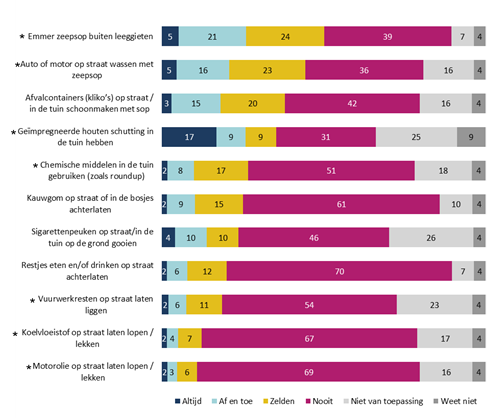 * Emmer zeepsop buiten leeggieten 5 21 24 39 7 4
*Auto of motor op straat wassen met
zeepsop 5 16 23 36 16 4
Afvalcontainers (kliko's) op straat /
in de tuin schoonmaken met sop 3 15 20 42 16 4
*Geïmpregneerde houten schutting in
de tuin hebben 17 9 9 31 25 9
* Chemische middelen in de tuin
gebruiken (zoals roundup) 2 8 17 51 18 4
Kauwgom op straat of in de bosjes
achterlaten 2 9 15 61 10 4
Sigarettenpeuken op straat/in de
tuin op de grond gooien 4 10 10 46 26 4
Restjes eten en/of drinken op straat
achterlaten 2 6 12 70 7 4
* Vuurwerkresten op straat laten
liggen 2 6 11 54 23 4
* Koelvloeistof op straat laten lopen /
lekken 2 4 7 67 17 4
* Motorolie op straat laten lopen /
lekken 2 3 6 69 16 4
Altijd Af en toe Zelden Nooit Niet van toepassing Weet niet